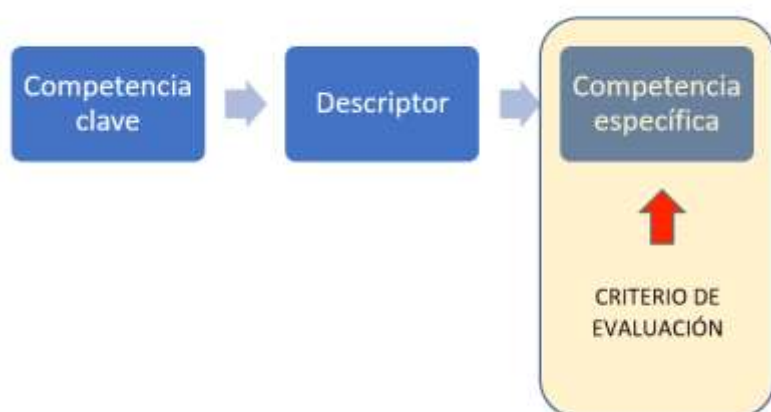 Competencia
clave
Descriptor
Competencia
específica
CRITERIO DE
EVALUACIÓN